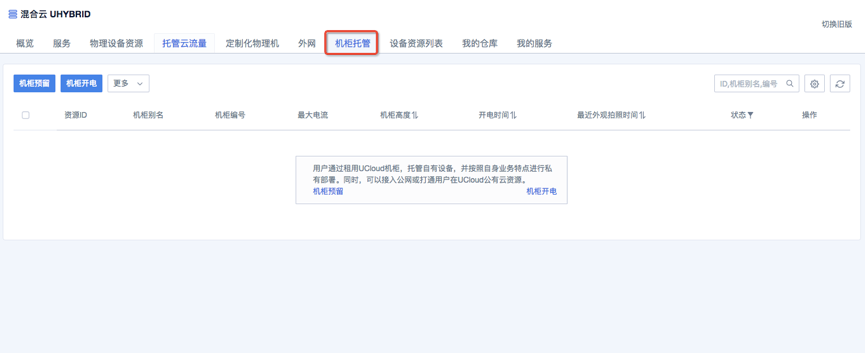 混合云 UHYBRID
切换旧版
概览 服务 物理设备资源 托管云流量 定制化物理机 外网 机柜托管 设备资源列表 我的仓库 我的服务
机柜预留 机柜开电 更多 ID,机柜别名,编号
资源ID 机柜别名 机柜编号 最大电流 机柜高度 开电时间 最近外观拍照时间 状态 操作
用户通过租用UCloud机柜，托管自有设备，并按照自身业务特点进行私
有部署。同时，可以接入公网或打通用户在UCloud公有云资源。
机柜预留 机柜开电